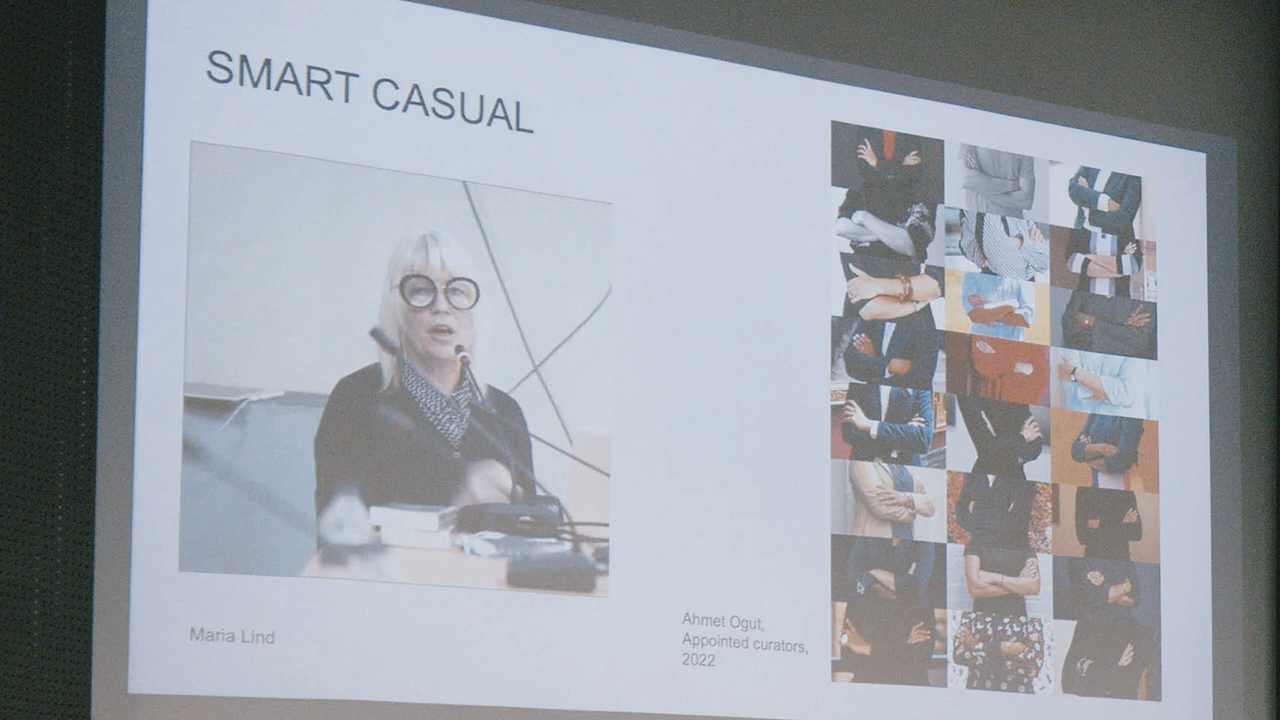 SMART CASUAL
Maria Lind
Ahmet Ogut,
Appointed curators,
2022